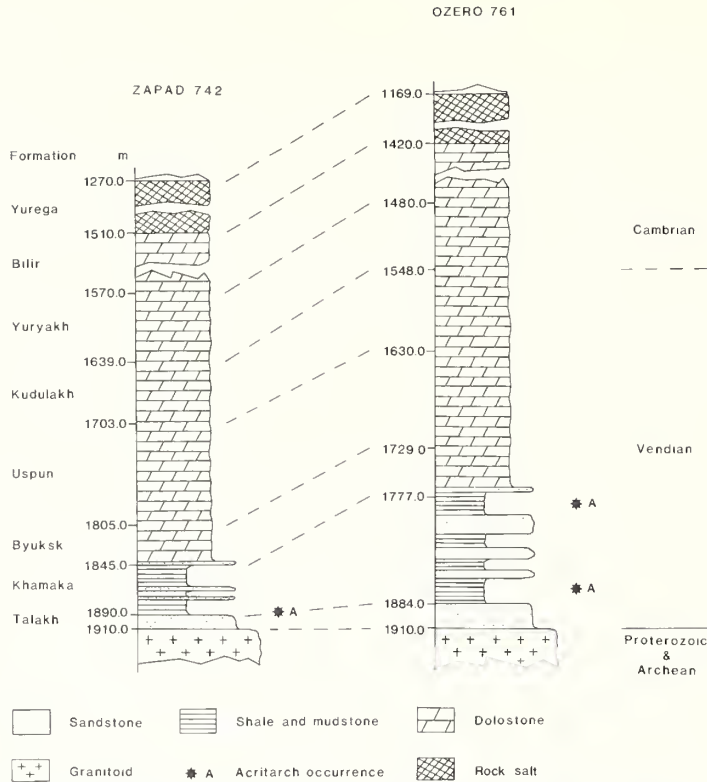 OZERO 761
ZAPAD 742
Formation m
1270.0
Yurega
1510.0
Bilir
1570.0
Yuryakh
1639.0
Kudulakh
1703.0
Uspun
1805.0
Byuksk
1845.0
Khamaka
1890.0
Talakh
1910.0
A
1169.0
1420.0
1480.0
1548.0
1630.0
1729.0
1777.0
1884.0
1910.0
A
A
Cambrian
Vendian
Proterozoic
&
Archean
Sandstone
Shale and mudstone
Dolostone
Granitoid
A Acritarch occurrence
Rock salt